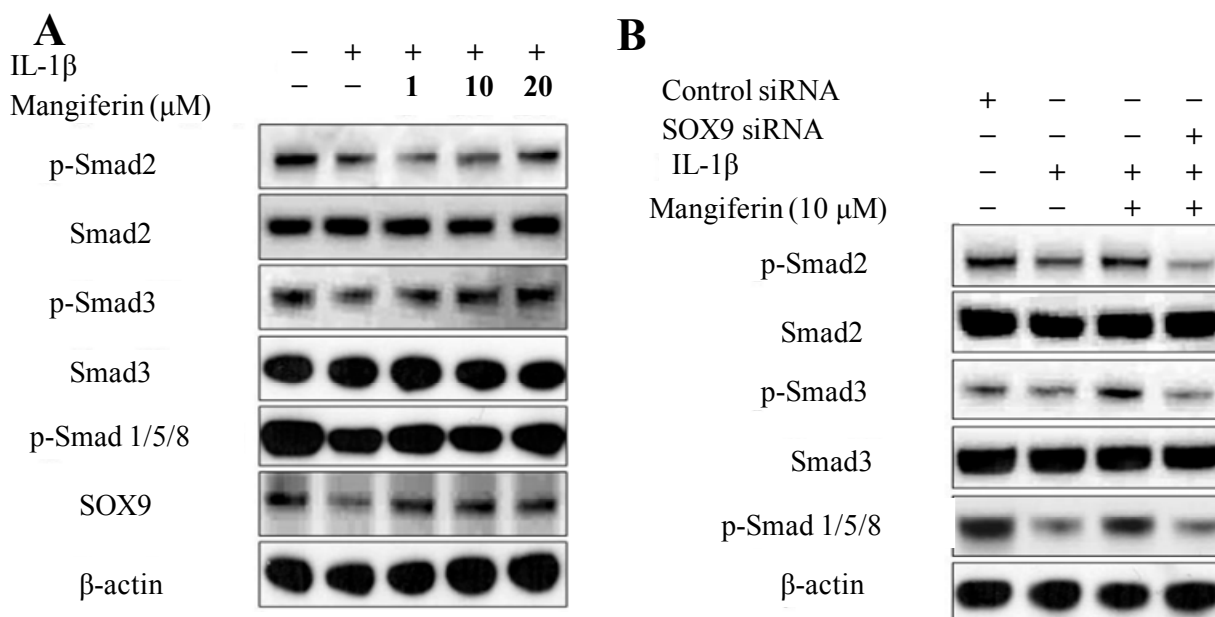 A
IL-1β − + + + +
Mangiferin (μM) − − 1 10 20
p-Smad2
Smad2
p-Smad3
Smad3
p-Smad 1/5/8
SOX9
β-actin
B
Control siRNA + − − −
SOX9 siRNA − − − +
IL-1β − + + +
Mangiferin (10 μM) − − + +
p-Smad2
Smad2
p-Smad3
Smad3
p-Smad 1/5/8
β-actin